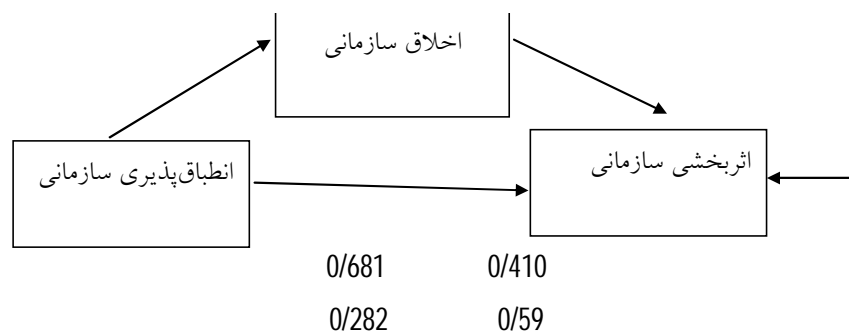 اخلاق سازمانی
اثربخشی سازمانی
انطباق‌پذیری سازمانی
0/681 0/410
0/282 0/59